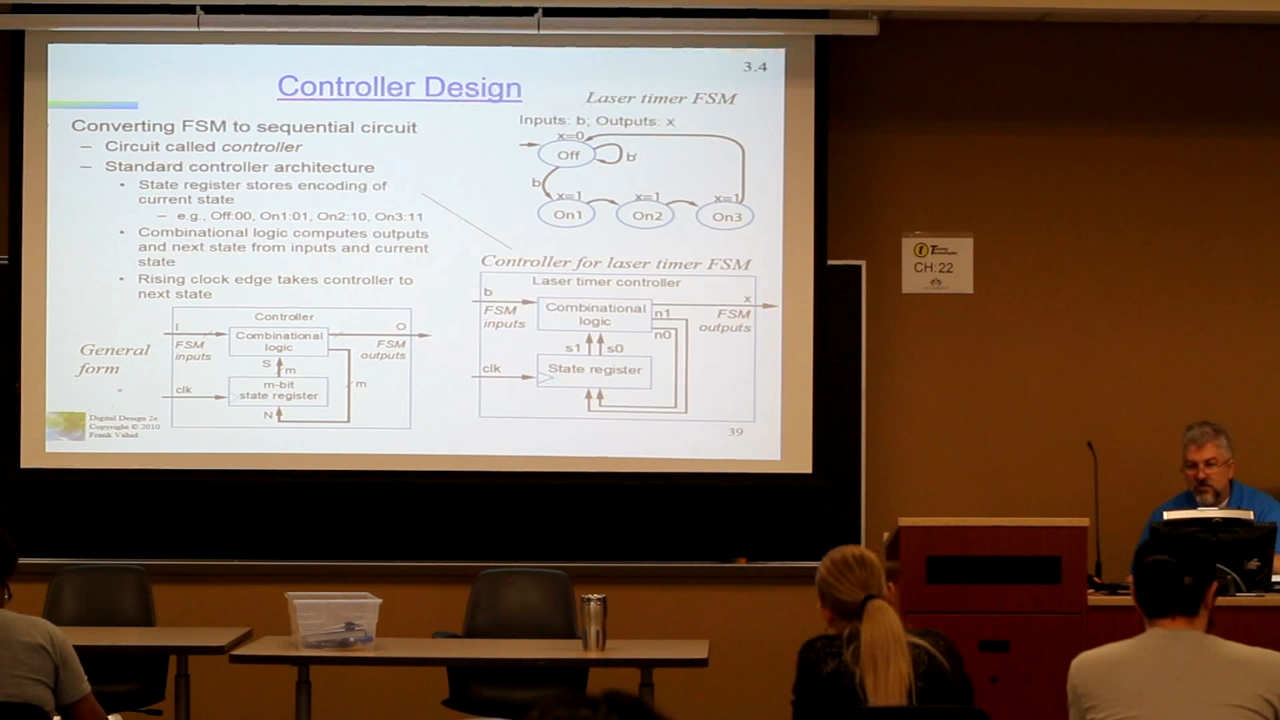 3.4
Controller Design
Laser timer FSM
Converting FSM to sequential circuit
– Circuit called controller
– Standard controller architecture
• State register stores encoding of
current state
– e.g., Off:00, On1:01, On2:10, On3:11
• Combinational logic computes outputs
and next state from inputs and current
state
• Rising clock edge takes controller to
next state
Inputs: b; Outputs: x
x=0
Off
b'
b
x=1
x=1
x=1
On1
On2
On3
General
form
Controller
I
FSM
inputs
Combinational
logic
O
FSM
outputs
S
m
m
clk
m-bit
state register
N
Controller for laser timer FSM
Laser timer controller
b
FSM
inputs
Combinational
logic
n1
n0
x
FSM
outputs
s1
s0
clk
State register
Digital Design 2e
Copyright © 2010
Frank Vahid
39
CH:22